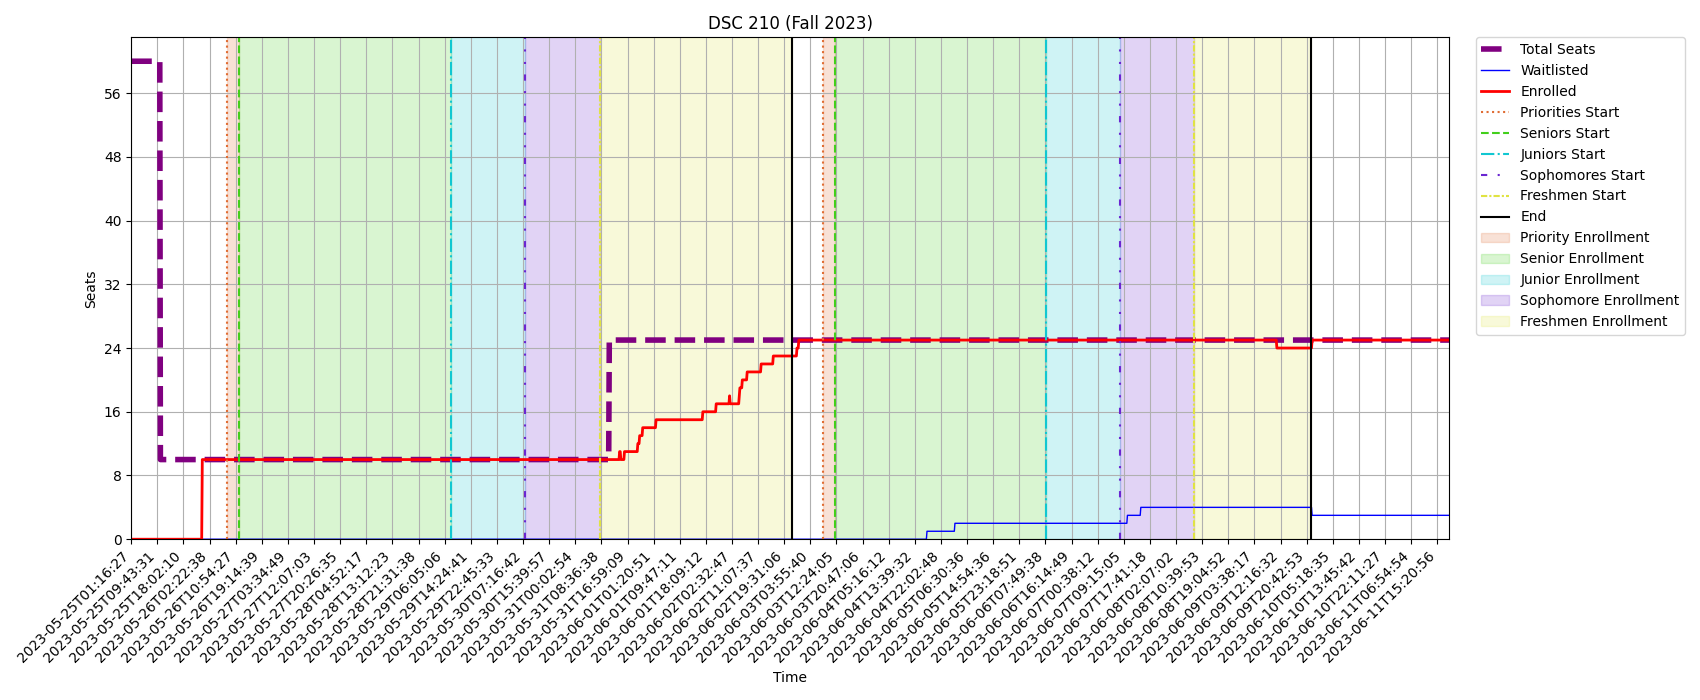 DSC 210 (Fall 2023)
Total Seats
Waitlisted
Enrolled
Priorities Start
Seniors Start
Juniors Start
Sophomores Start
Freshmen Start
End
Priority Enrollment
Senior Enrollment
Junior Enrollment
Sophomore Enrollment
Freshmen Enrollment
Seats
56
48
40
32
24
16
8
0
2023-05-25T01:16:27
2023-05-25T09:43:31
2023-05-25T18:02:10
2023-05-26T02:22:38
2023-05-26T10:54:27
2023-05-26T19:14:39
2023-05-27T03:34:49
2023-05-27T12:07:03
2023-05-27T20:26:35
2023-05-28T04:52:17
2023-05-28T13:12:23
2023-05-28T21:31:38
2023-05-29T06:05:06
2023-05-29T14:24:41
2023-05-29T22:45:33
2023-05-30T07:16:42
2023-05-30T15:39:57
2023-05-31T00:02:54
2023-05-31T08:36:38
2023-05-31T16:59:09
2023-06-01T01:20:51
2023-06-01T09:47:11
2023-06-01T18:09:12
2023-06-02T02:32:47
2023-06-02T11:07:37
2023-06-02T19:31:06
2023-06-03T03:55:40
2023-06-03T12:24:05
2023-06-03T20:47:06
2023-06-04T05:16:12
2023-06-04T13:39:32
2023-06-04T22:02:48
2023-06-05T06:30:36
2023-06-05T14:54:36
2023-06-05T23:18:51
2023-06-06T07:49:38
2023-06-06T16:14:49
2023-06-07T00:38:12
2023-06-07T09:15:05
2023-06-07T17:41:18
2023-06-08T02:07:02
2023-06-08T10:39:53
2023-06-08T19:04:52
2023-06-09T03:38:17
2023-06-09T12:16:32
2023-06-09T20:42:53
2023-06-10T05:18:35
2023-06-10T13:45:42
2023-06-10T22:11:27
2023-06-11T06:54:54
2023-06-11T15:20:56
Time